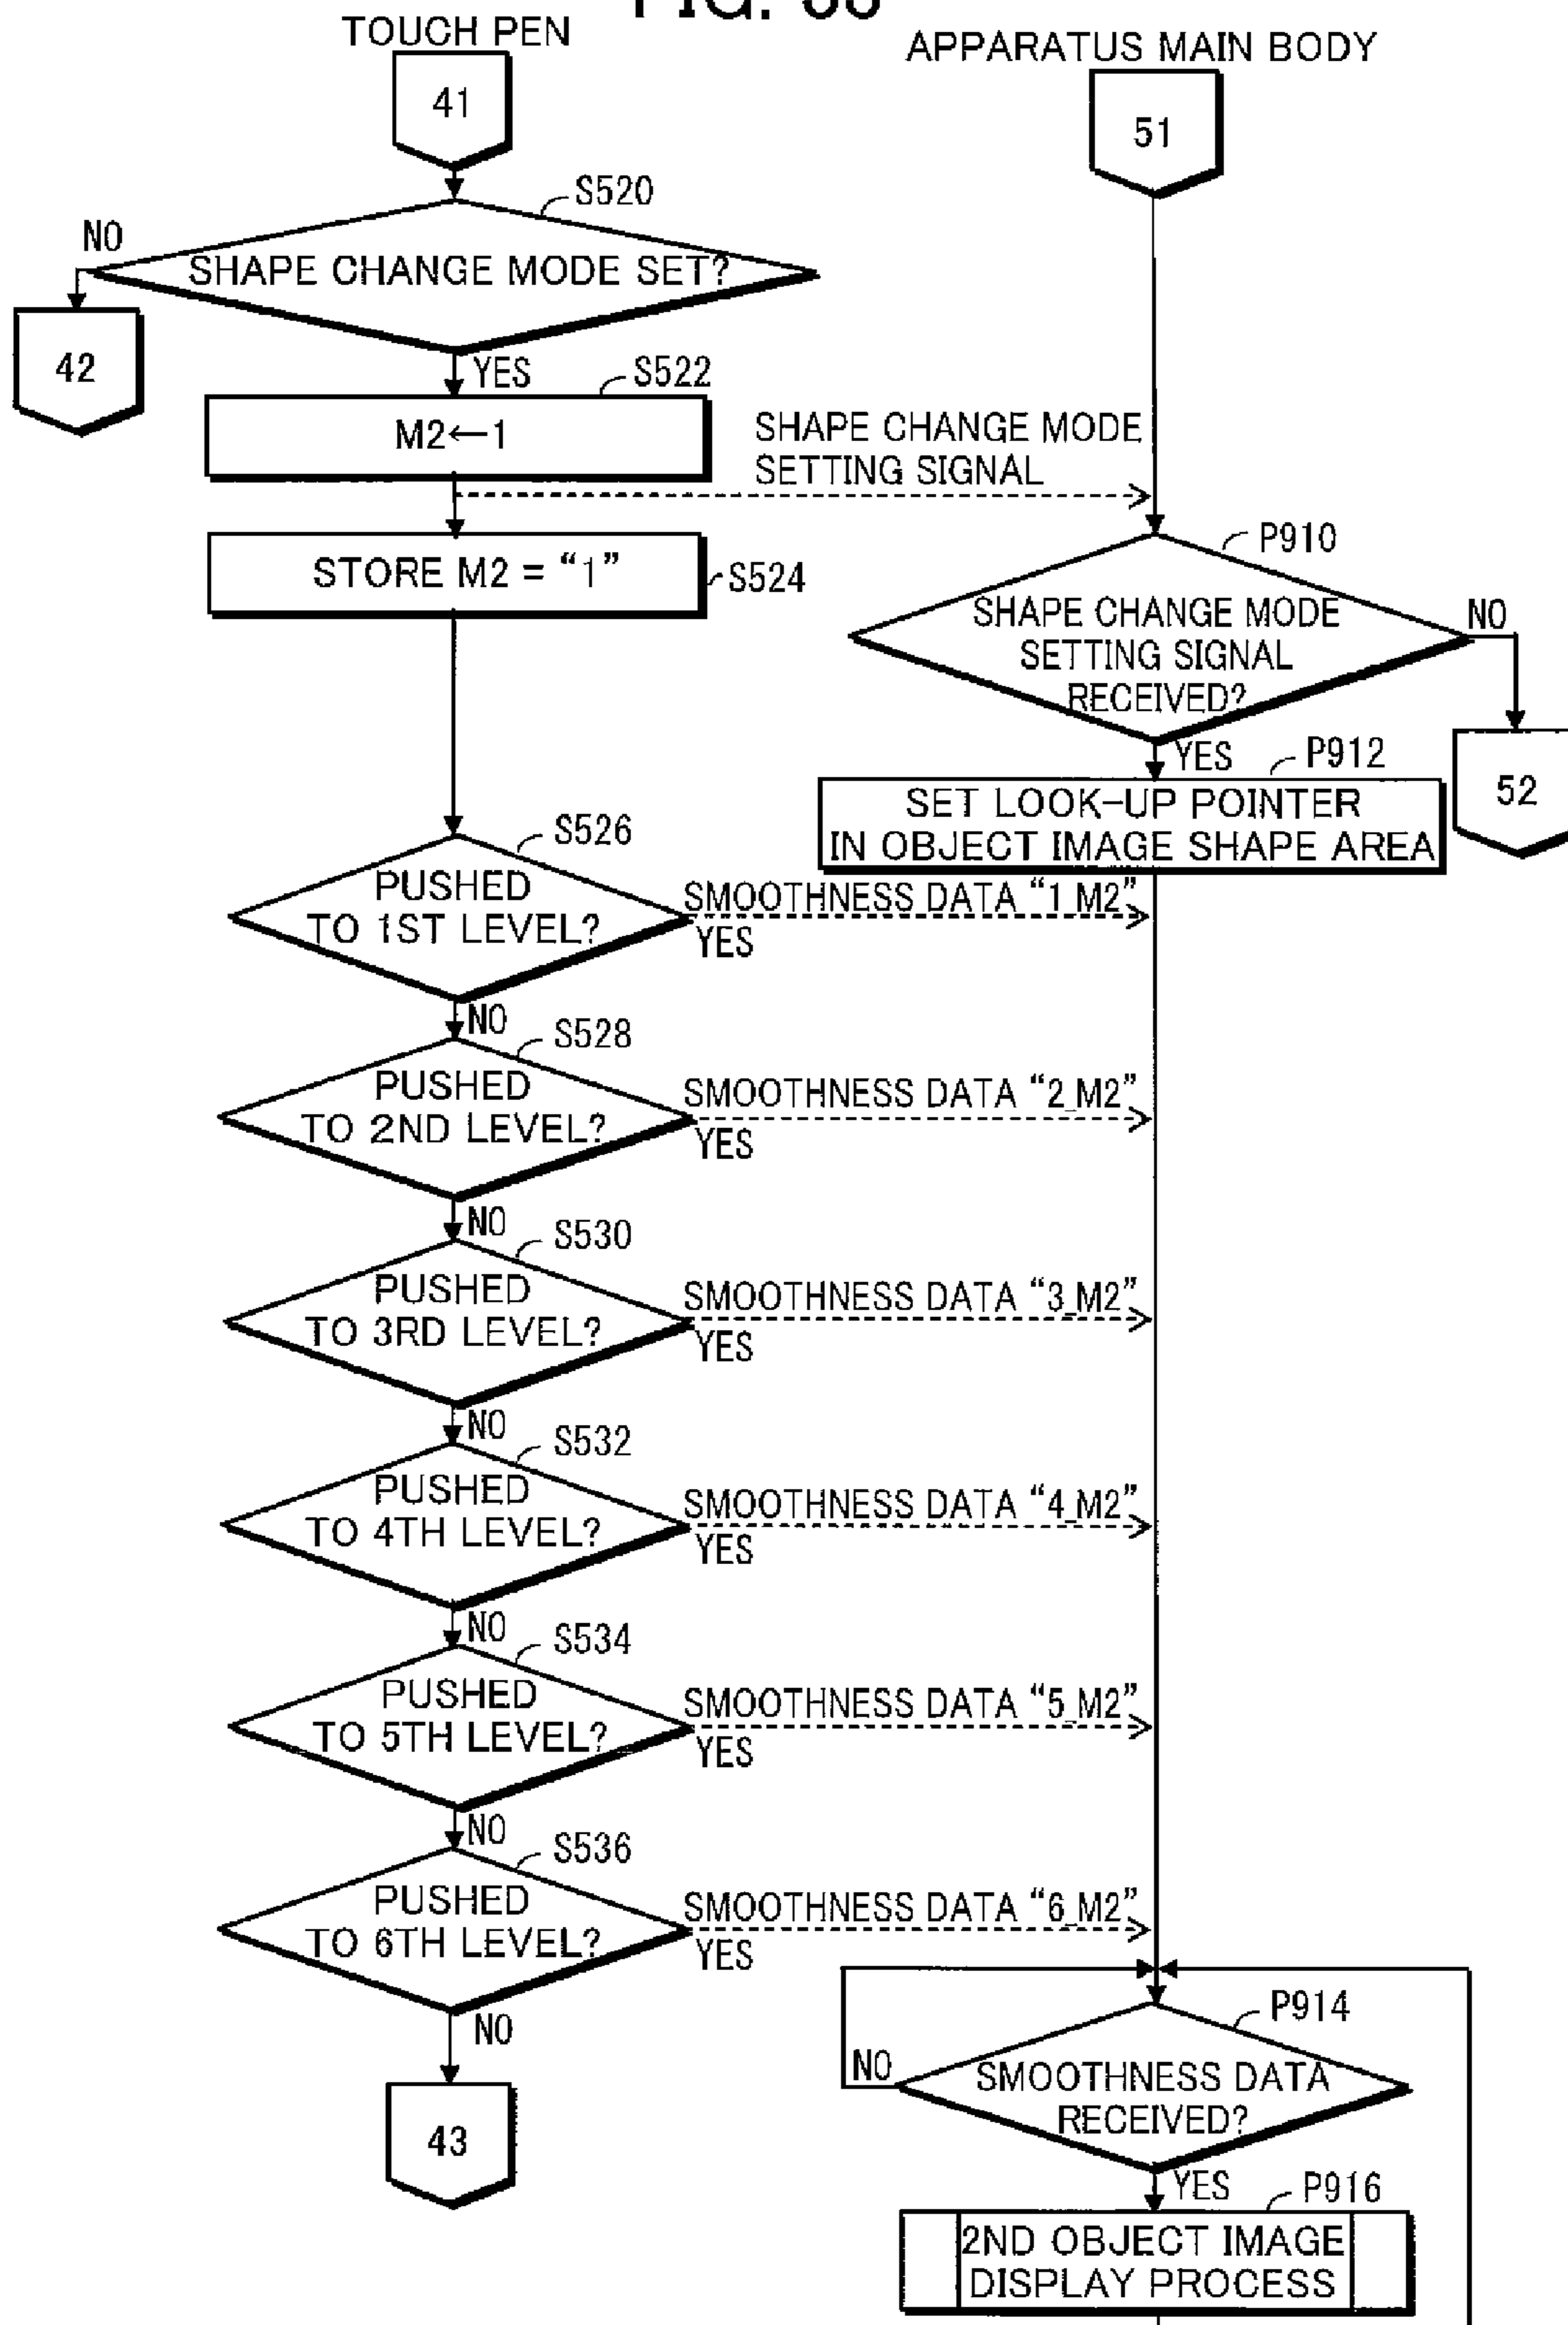 TOUCH PEN
APPARATUS MAIN BODY
41
51
S520
NO
SHAPE CHANGE MODE SET?
42
YES
S522
M2←1
SHAPE CHANGE MODE
SETTING SIGNAL
STORE M2 = “1”
S524
P910
SHAPE CHANGE MODE
SETTING SIGNAL
RECEIVED?
NO
52
YES
P912
SET LOOK-UP POINTER
IN OBJECT IMAGE SHAPE AREA
S526
PUSHED
TO 1ST LEVEL?
SMOOTHNESS DATA “1_M2”
YES
NO
S528
PUSHED
TO 2ND LEVEL?
SMOOTHNESS DATA “2_M2”
YES
NO
S530
PUSHED
TO 3RD LEVEL?
SMOOTHNESS DATA “3_M2”
YES
NO
S532
PUSHED
TO 4TH LEVEL?
SMOOTHNESS DATA “4_M2”
YES
NO
S534
PUSHED
TO 5TH LEVEL?
SMOOTHNESS DATA “5_M2”
YES
NO
S536
PUSHED
TO 6TH LEVEL?
SMOOTHNESS DATA “6_M2”
YES
NO
43
P914
NO
SMOOTHNESS DATA
RECEIVED?
YES
P916
2ND OBJECT IMAGE
DISPLAY PROCESS